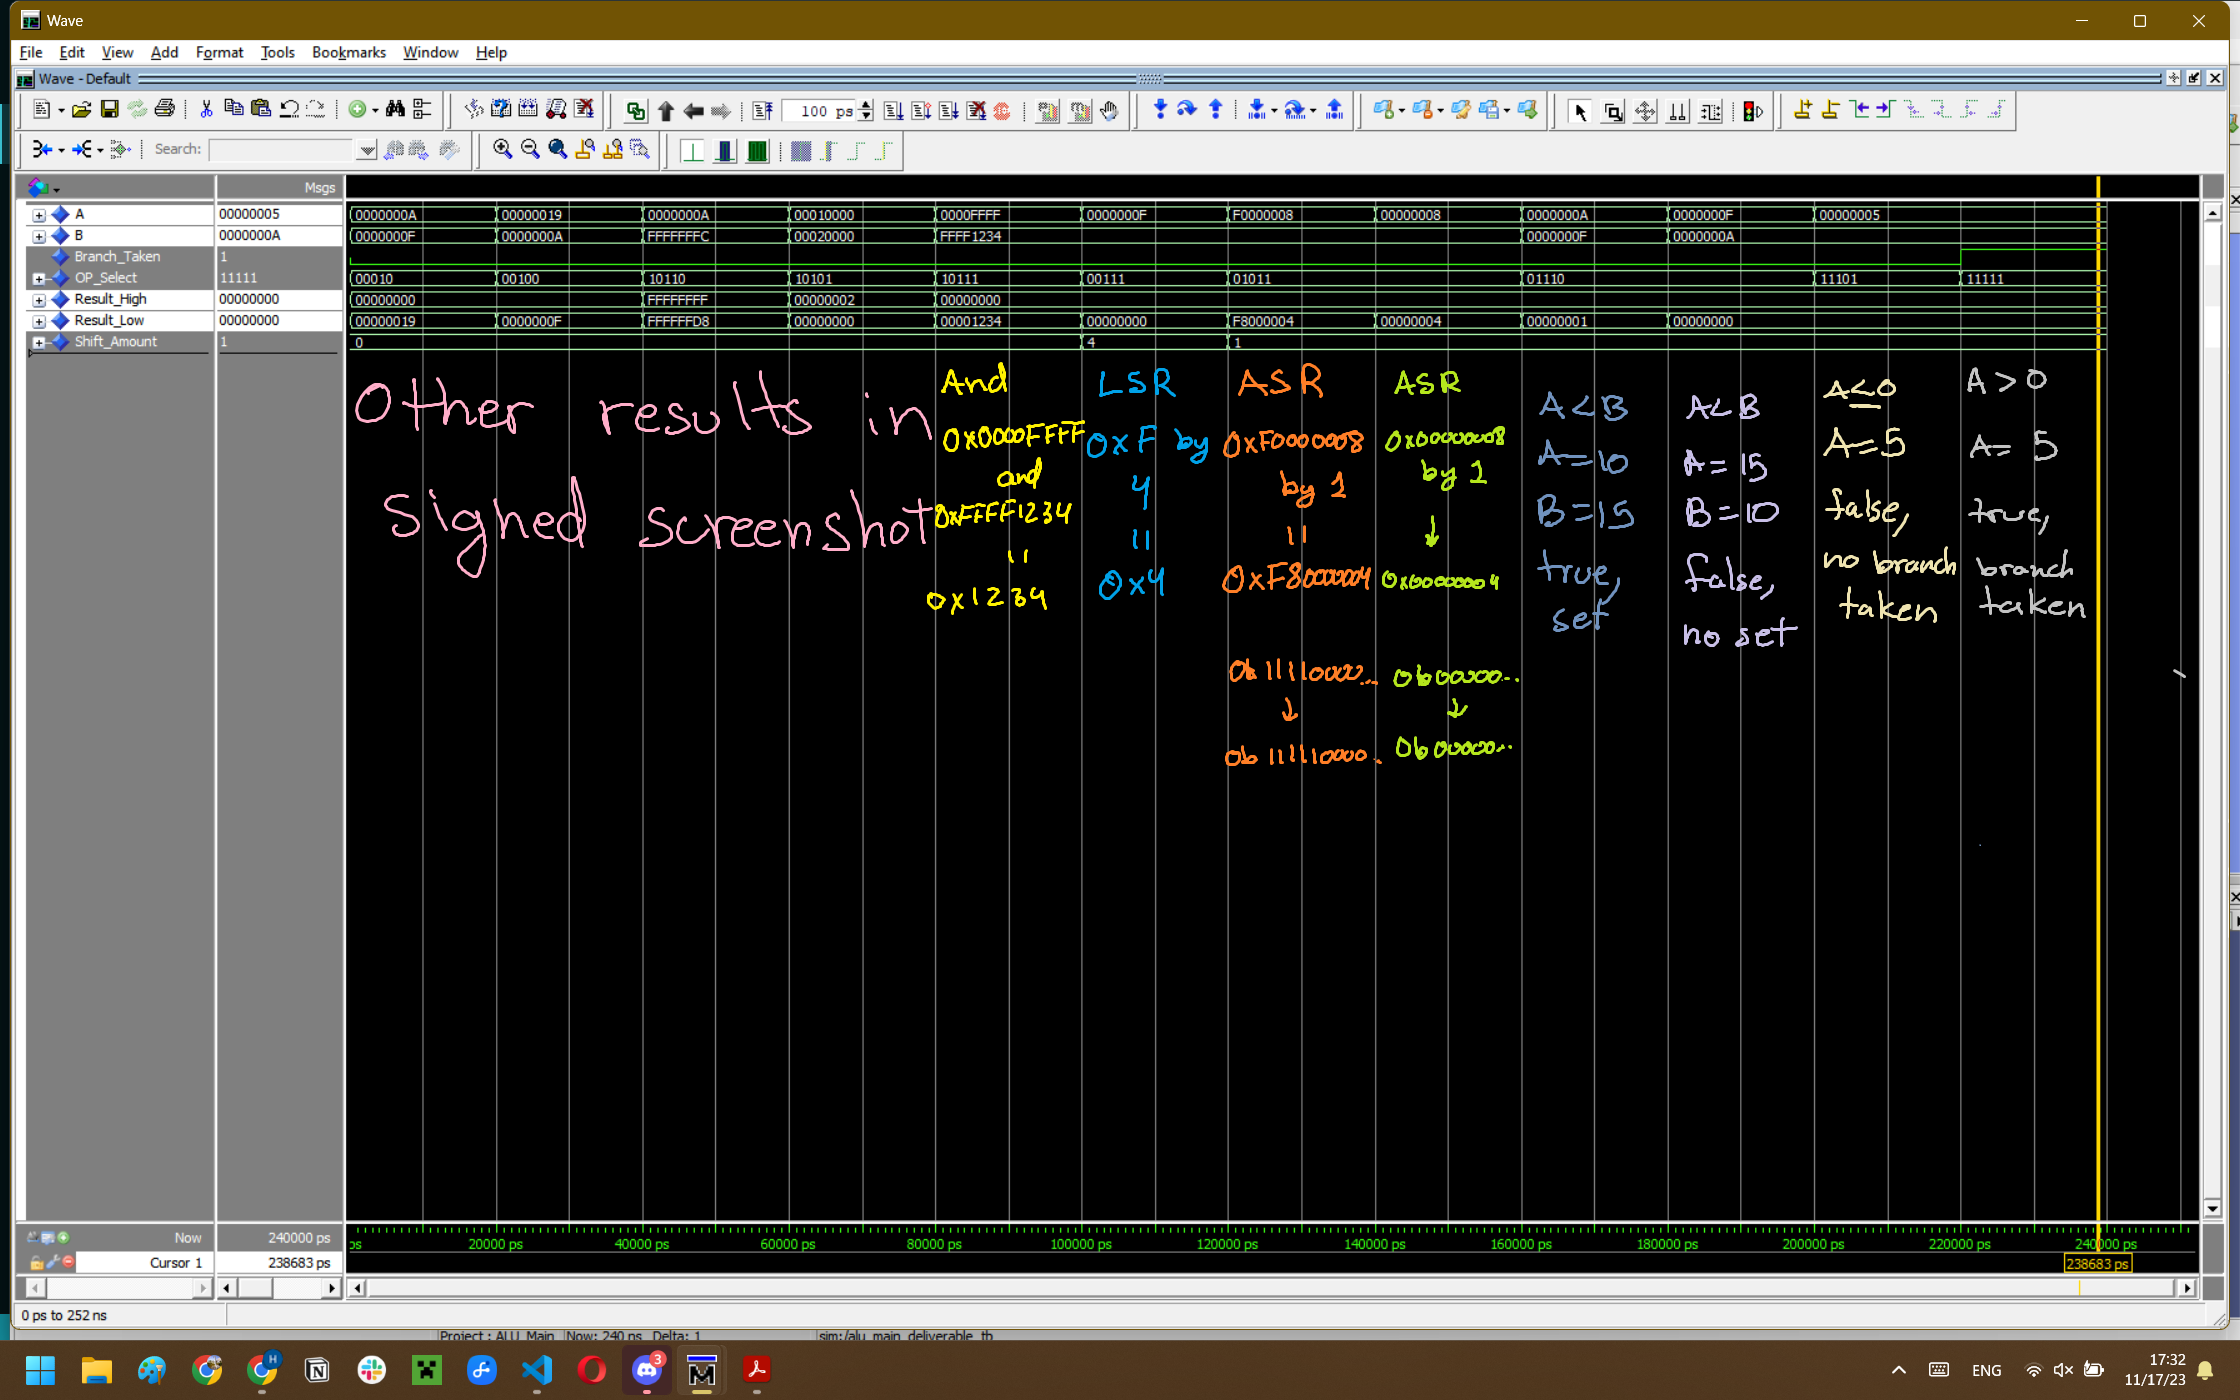 Wave
File Edit View Add Format Tools Bookmarks Window Help
Wave - Default
100 ps
Search:
Msgs
A 00000005 0000000A 00000019 0000000A 00010000 0000FFFF 0000000F F0000008 00000008 0000000A 0000000F 00000005
B 0000000A 0000000F 0000000A FFFFFFFC 00020000 FFFF1234 0000000F 0000000A
Branch_Taken 1
OP_Select 11111 00010 00100 10110 10101 10111 00111 01011 01110 11101 11111
Result_High 00000000 00000000 FFFFFFFF 00000002 00000000
Result_Low 00000000 00000019 0000000F FFFFFFD8 00000000 00001234 00000000 F8000004 00000004 00000001 00000000
Shift_Amount 1 0 4 1
Other results in
signed screenshot
And
0x0000FFFF
and
0xFFFF1234
=
0x1234
LSR
0xF by
4
=
0x4
ASR
0xF0000008
by 1
=
0xF8000004
0b11110000...
↓
0b111110000...
ASR
0x00000008
by 1
↓
0x00000004
0b00000...
↓
0b00000...
A<B
A=10
B=15
true,
set
A<B
A=15
B=10
false,
no set
A≤0
A=5
false,
no branch
taken
A>0
A=5
true,
branch
taken
Now 240000 ps
ps 20000 ps 40000 ps 60000 ps 80000 ps 100000 ps 120000 ps 140000 ps 160000 ps 180000 ps 200000 ps 220000 ps 240000 ps
Cursor 1 238683 ps 238683 ps
0 ps to 252 ns
Project : ALU_Main Now: 240 ns Delta: 1 sim:/alu_main_deliverable_tb
H
3
ENG
17:32
11/17/23